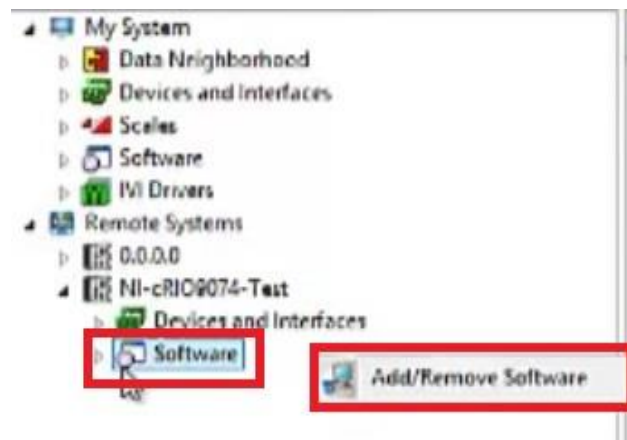 My System
Data Neighborhood
Devices and Interfaces
Scales
Software
IVI Drivers
Remote Systems
0.0.0.0
NI-cRIO9074-Test
Devices and Interfaces
Software
Add/Remove Software